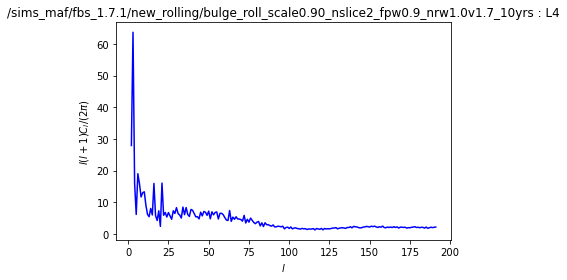 /sims_maf/fbs_1.7.1/new_rolling/bulge_roll_scale0.90_nslice2_fpw0.9_nrw1.0v1.7_10yrs : L4
60
50
40
30
20
10
0
l(l + 1)Cₗ/(2π)
0 25 50 75 100 125 150 175 200
l